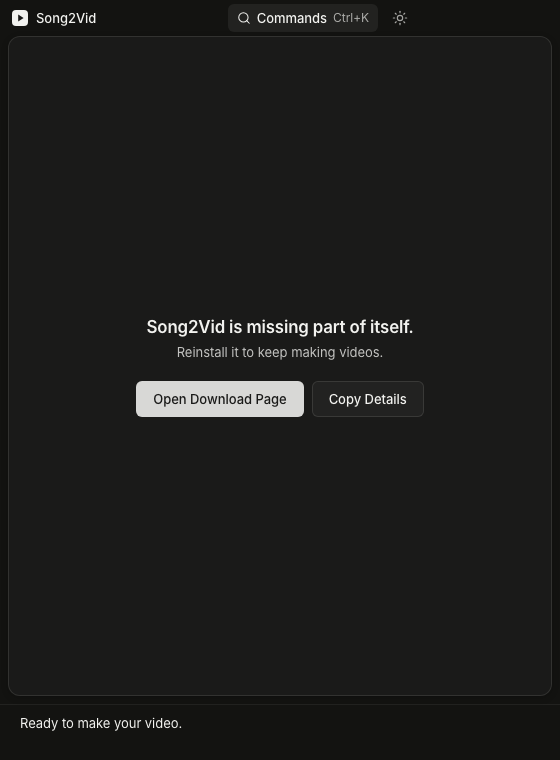 Song2Vid
Commands Ctrl+K
Song2Vid is missing part of itself.
Reinstall it to keep making videos.
Open Download Page
Copy Details
Ready to make your video.